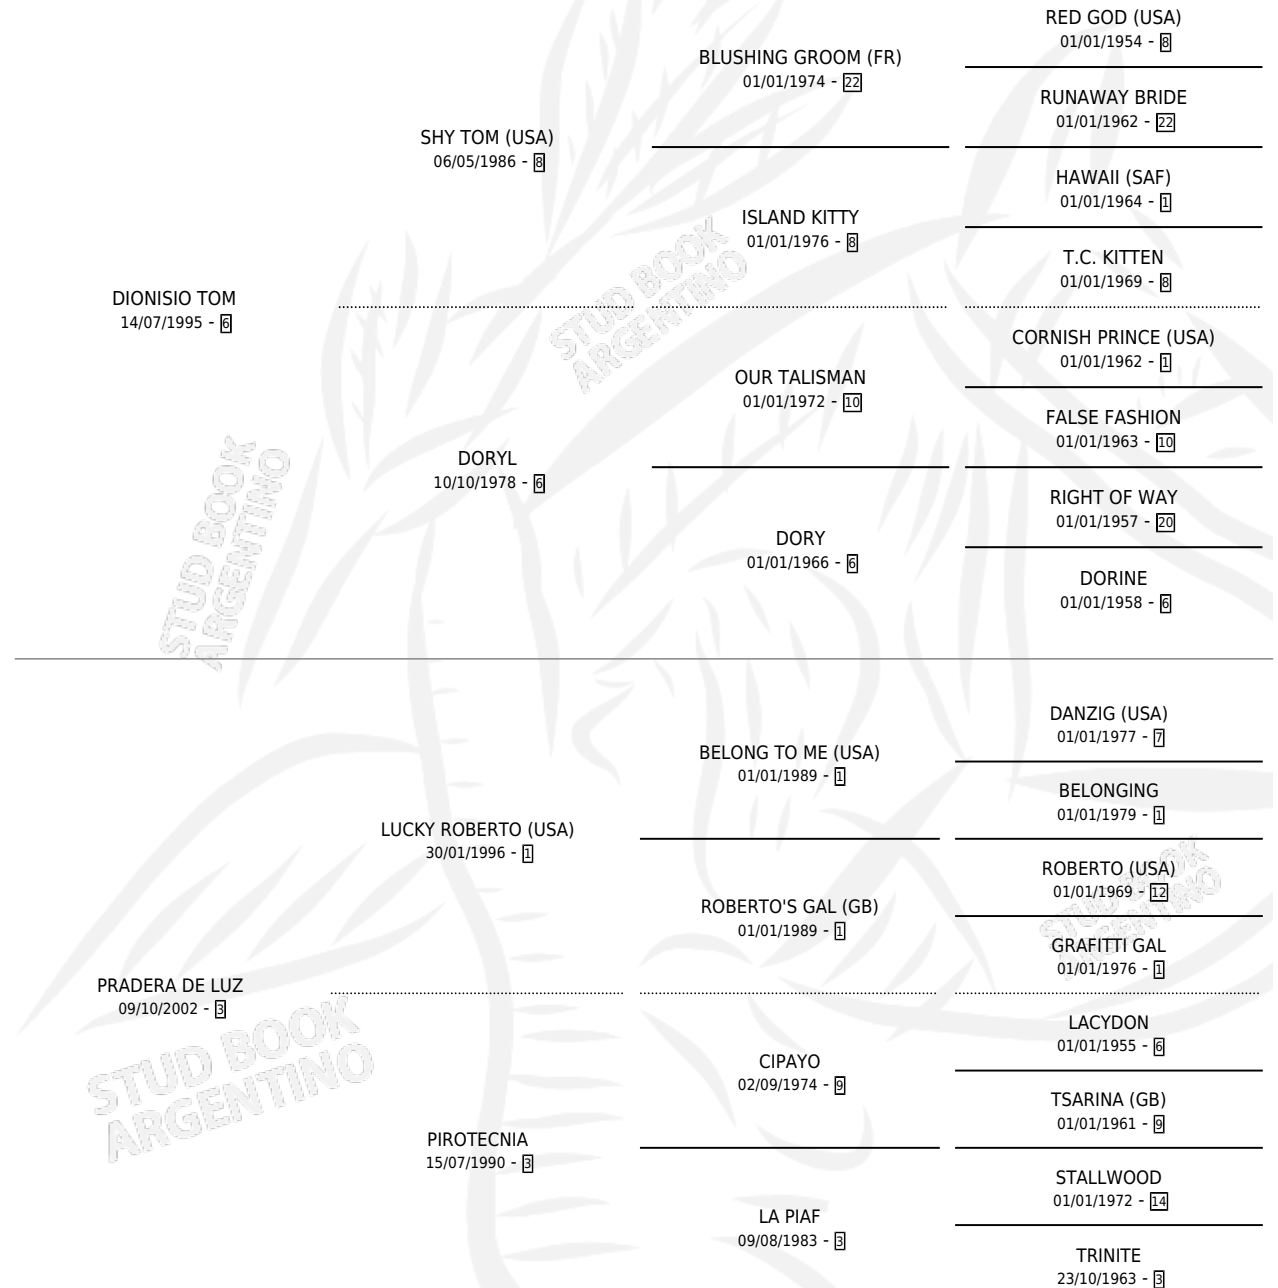 RED GOD (USA)
01/01/1954 - 8
BLUSHING GROOM (FR)
01/01/1974 - 22
RUNAWAY BRIDE
01/01/1962 - 22
SHY TOM (USA)
06/05/1986 - 8
HAWAII (SAF)
01/01/1964 - 1
ISLAND KITTY
01/01/1976 - 8
T.C. KITTEN
01/01/1969 - 8
DIONISIO TOM
14/07/1995 - 6
STUD BOOK
ARGENTINO
CORNISH PRINCE (USA)
01/01/1962 - 1
OUR TALISMAN
01/01/1972 - 10
FALSE FASHION
01/01/1963 - 10
DORYL
10/10/1978 - 6
RIGHT OF WAY
01/01/1957 - 20
DORY
01/01/1966 - 6
DORINE
01/01/1958 - 6
STUD BOOK
ARGENTINO
DANZIG (USA)
01/01/1977 - 7
BELONG TO ME (USA)
01/01/1989 - 1
BELONGING
01/01/1979 - 1
LUCKY ROBERTO (USA)
30/01/1996 - 1
ROBERTO (USA)
01/01/1969 - 12
ROBERTO'S GAL (GB)
01/01/1989 - 1
GRAFITTI GAL
01/01/1976 - 1
STUD BOOK
ARGENTINO
PRADERA DE LUZ
09/10/2002 - 3
STUD BOOK
ARGENTINO
LACYDON
01/01/1955 - 6
CIPAYO
02/09/1974 - 9
TSARINA (GB)
01/01/1961 - 9
PIROTECNIA
15/07/1990 - 3
STALLWOOD
01/01/1972 - 14
LA PIAF
09/08/1983 - 3
TRINITE
23/10/1963 - 3